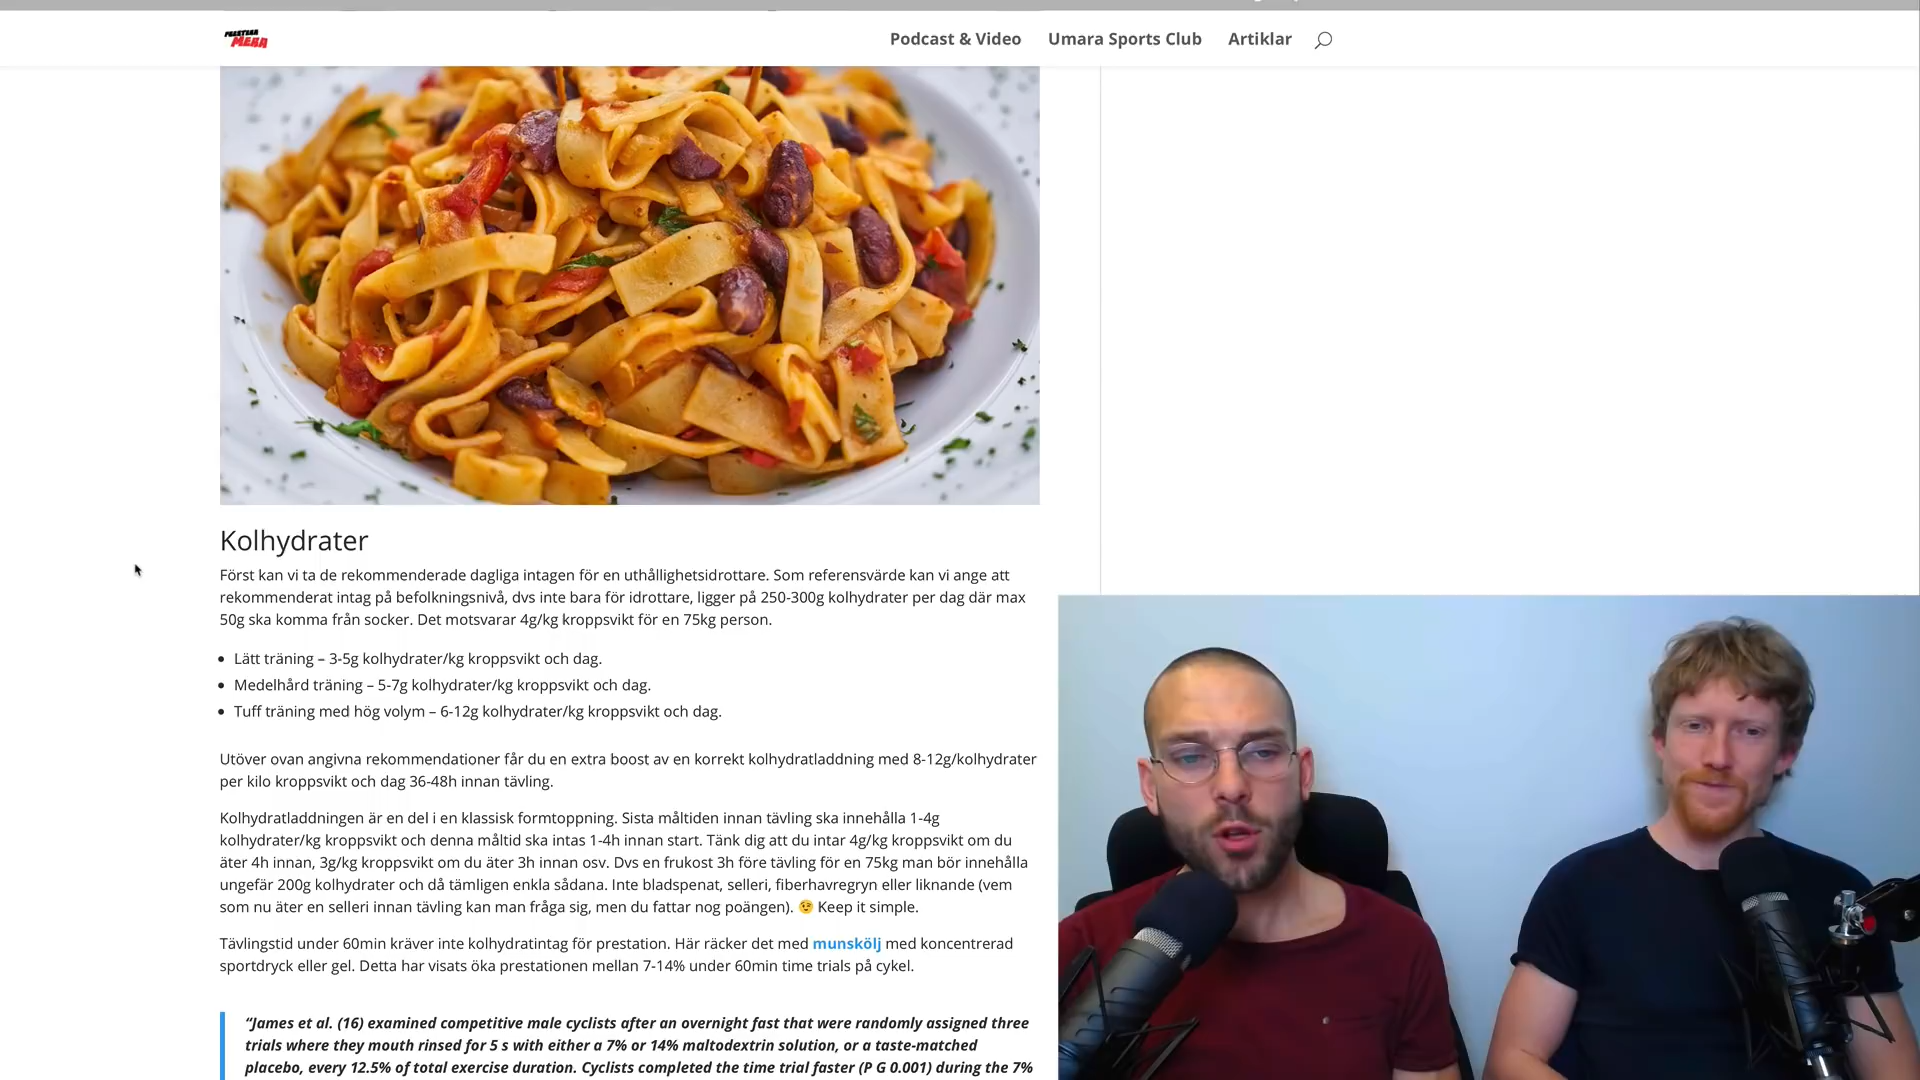 PRESTERA
MERA
Podcast & Video
Umara Sports Club
Artiklar
Kolhydrater
Först kan vi ta de rekommenderade dagliga intagen för en uthållighetsidrottare. Som referensvärde kan vi ange att
rekommenderat intag på befolkningsnivå, dvs inte bara för idrottare, ligger på 250-300g kolhydrater per dag där max
50g ska komma från socker. Det motsvarar 4g/kg kroppsvikt för en 75kg person.
Lätt träning – 3-5g kolhydrater/kg kroppsvikt och dag.
Medelhård träning – 5-7g kolhydrater/kg kroppsvikt och dag.
Tuff träning med hög volym – 6-12g kolhydrater/kg kroppsvikt och dag.
Utöver ovan angivna rekommendationer får du en extra boost av en korrekt kolhydratladdning med 8-12g/kolhydrater
per kilo kroppsvikt och dag 36-48h innan tävling.
Kolhydratladdningen är en del i en klassisk formtoppning. Sista måltiden innan tävling ska innehålla 1-4g
kolhydrater/kg kroppsvikt och denna måltid ska intas 1-4h innan start. Tänk dig att du intar 4g/kg kroppsvikt om du
äter 4h innan, 3g/kg kroppsvikt om du äter 3h innan osv. Dvs en frukost 3h före tävling för en 75kg man bör innehålla
ungefär 200g kolhydrater och då tämligen enkla sådana. Inte bladspenat, selleri, fiberhavregryn eller liknande (vem
som nu äter en selleri innan tävling kan man fråga sig, men du fattar nog poängen). 😉 Keep it simple.
Tävlingstid under 60min kräver inte kolhydratintag för prestation. Här räcker det med munskölj med koncentrerad
sportdryck eller gel. Detta har visats öka prestationen mellan 7-14% under 60min time trials på cykel.
“James et al. (16) examined competitive male cyclists after an overnight fast that were randomly assigned three
trials where they mouth rinsed for 5 s with either a 7% or 14% maltodextrin solution, or a taste-matched
placebo, every 12.5% of total exercise duration. Cyclists completed the time trial faster (P G 0.001) during the 7%